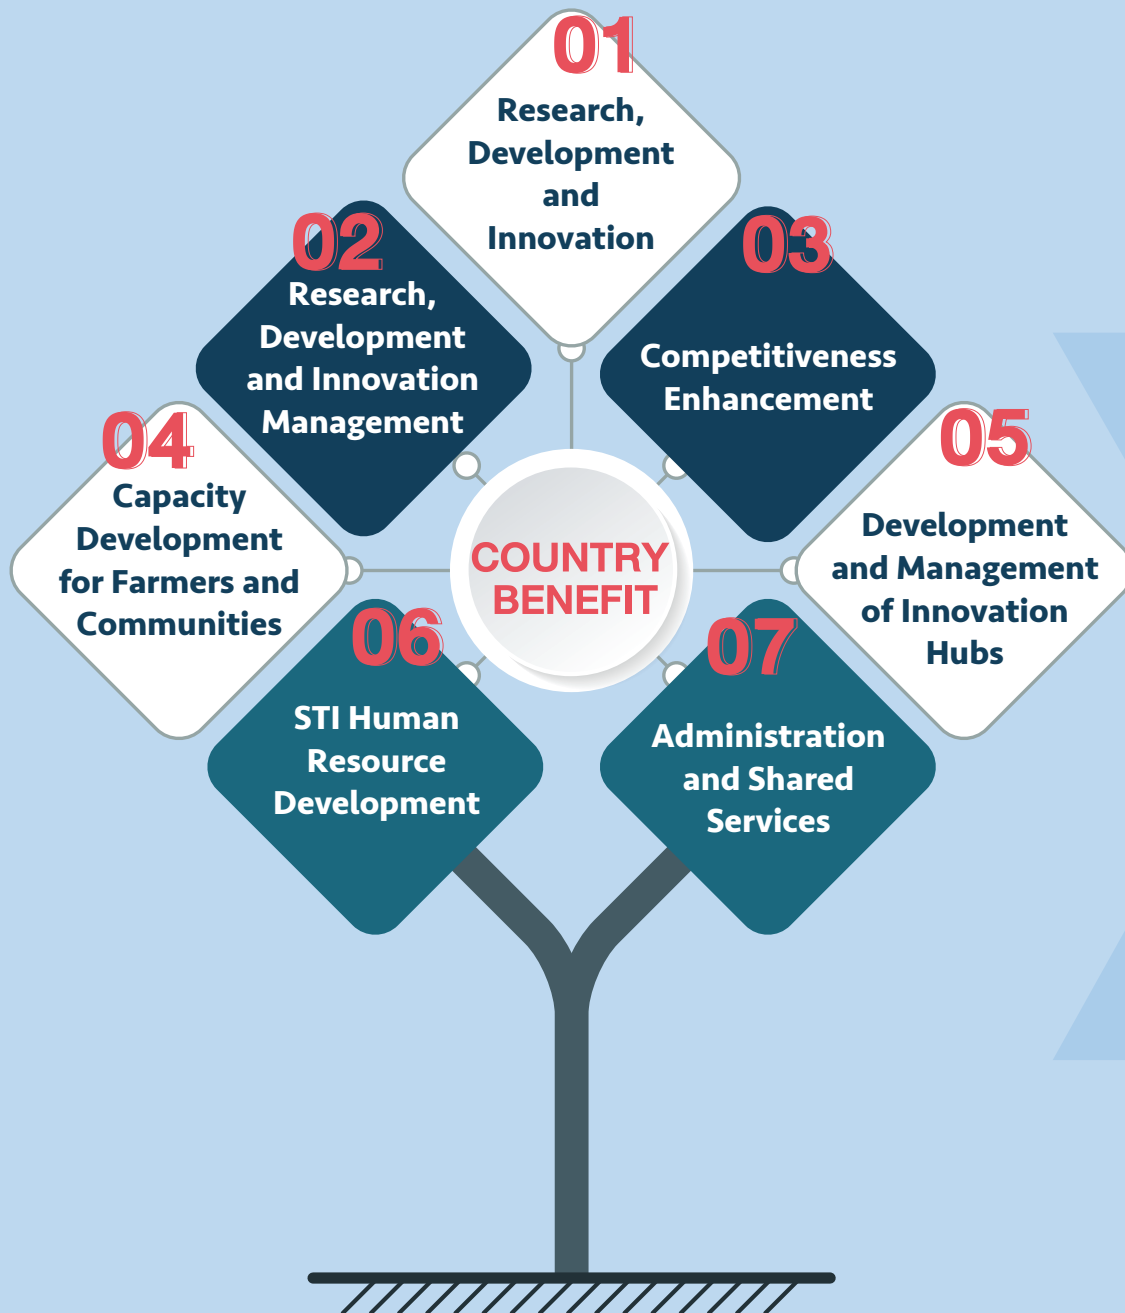 01
Research,
Development
and
Innovation
02
Research,
Development
and Innovation
Management
03
Competitiveness
Enhancement
04
Capacity
Development
for Farmers and
Communities
05
Development
and Management
of Innovation
Hubs
COUNTRY
BENEFIT
06
STI Human
Resource
Development
07
Administration
and Shared
Services